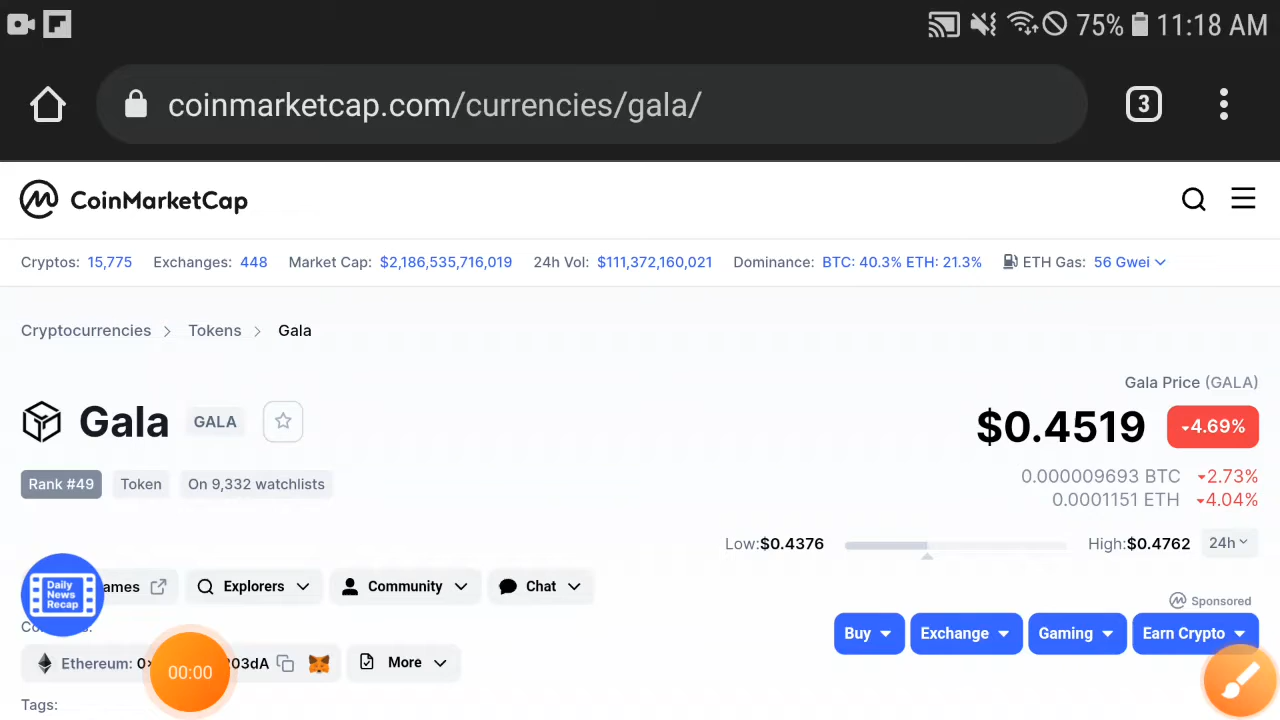 75% 11:18 AM
coinmarketcap.com/currencies/gala/
3
CoinMarketCap
Cryptos: 15,775 Exchanges: 448 Market Cap: $2,186,535,716,019 24h Vol: $111,372,160,021 Dominance: BTC: 40.3% ETH: 21.3% ETH Gas: 56 Gwei
Cryptocurrencies > Tokens > Gala
Gala Price (GALA)
Gala GALA
$0.4519 4.69%
Rank #49 Token On 9,332 watchlists
0.000009693 BTC 2.73%
0.0001151 ETH 4.04%
Low:$0.4376 High:$0.4762 24h
Daily
News
Recap
Explorers Community Chat
Sponsored
Buy Exchange Gaming Earn Crypto
Ethereum: 03dA More
00:00
Tags: